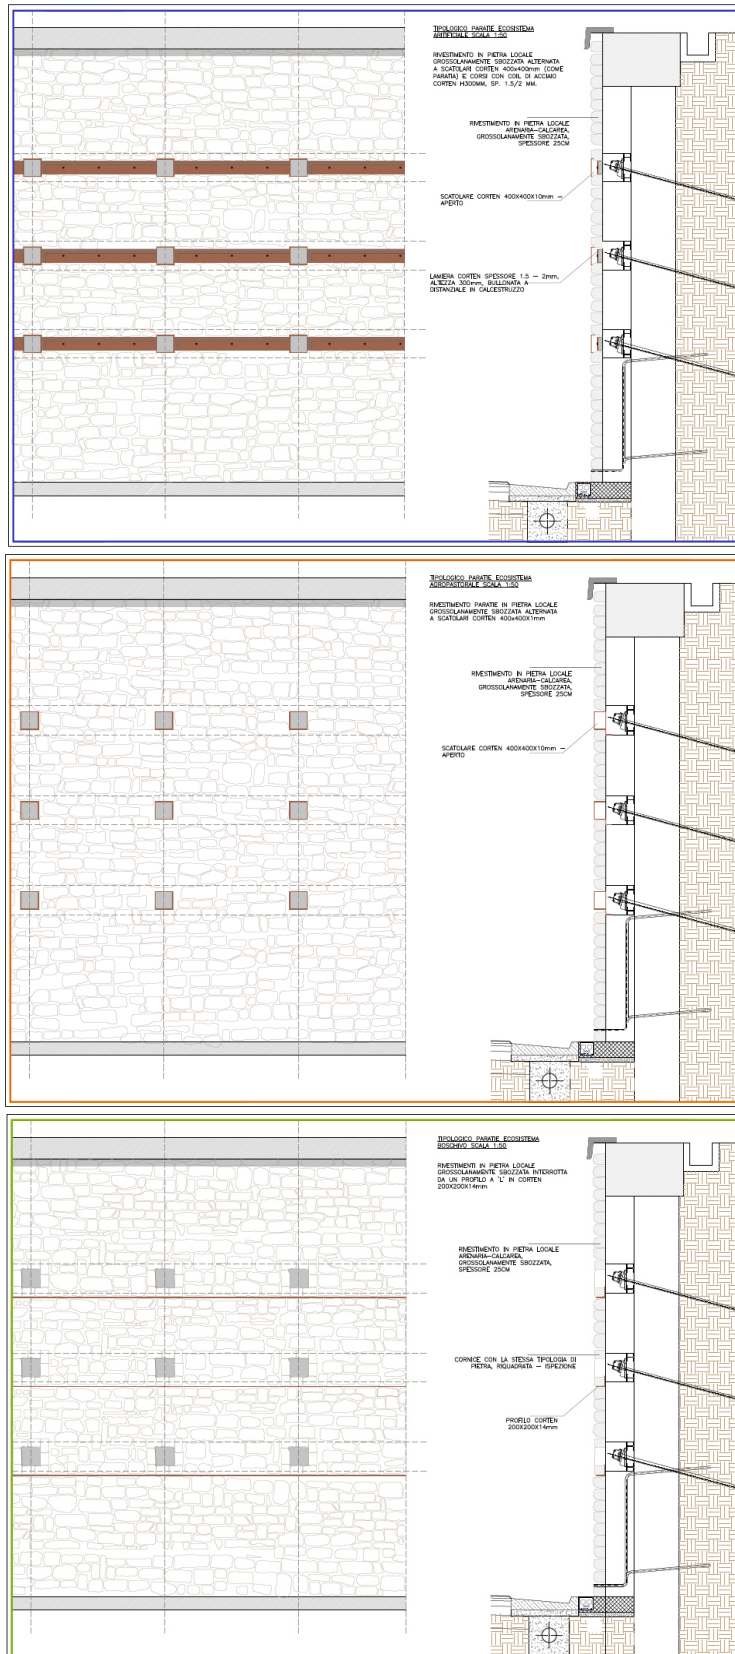 TIPOLOGICO PARATIE ECOSISTEMA
ARTIFICIALE SCALA 1:50
RIVESTIMENTO IN PIETRA LOCALE
GROSSOLANAMENTE SBOZZATA ALTERNATA
A SCATOLARI CORTEN 400x400mm (COME
PARATIA) E CORSI CON COIL DI ACCIAIO
CORTEN H300MM, SP. 1.5/2 MM.
RIVESTIMENTO IN PIETRA LOCALE
ARENARIA-CALCAREA,
GROSSOLANAMENTE SBOZZATA,
SPESSORE 25CM
SCATOLARE CORTEN 400X400X10mm –
APERTO
LAMIERA CORTEN SPESSORE 1.5 – 2mm,
ALTEZZA 300mm, BULLONATA A
DISTANZIALE IN CALCESTRUZZO
TIPOLOGICO PARATIE ECOSISTEMA
AGROPASTORALE SCALA 1:50
RIVESTIMENTO PARATIE IN PIETRA LOCALE
GROSSOLANAMENTE SBOZZATA ALTERNATA
A SCATOLARI CORTEN 400x400X1mm
RIVESTIMENTO IN PIETRA LOCALE
ARENARIA-CALCAREA,
GROSSOLANAMENTE SBOZZATA,
SPESSORE 25CM
SCATOLARE CORTEN 400X400X10mm –
APERTO
TIPOLOGICO PARATIE ECOSISTEMA
BOSCHIVO SCALA 1:50
RIVESTIMENTI IN PIETRA LOCALE
GROSSOLANAMENTE SBOZZATA INTERROTTA
DA UN PROFILO A 'L' IN CORTEN
200X200X14mm
RIVESTIMENTO IN PIETRA LOCALE
ARENARIA-CALCAREA,
GROSSOLANAMENTE SBOZZATA,
SPESSORE 25CM
CORNICE CON LA STESSA TIPOLOGIA DI
PIETRA, RIQUADRATA – ISPEZIONE
PROFILO CORTEN
200X200X14mm